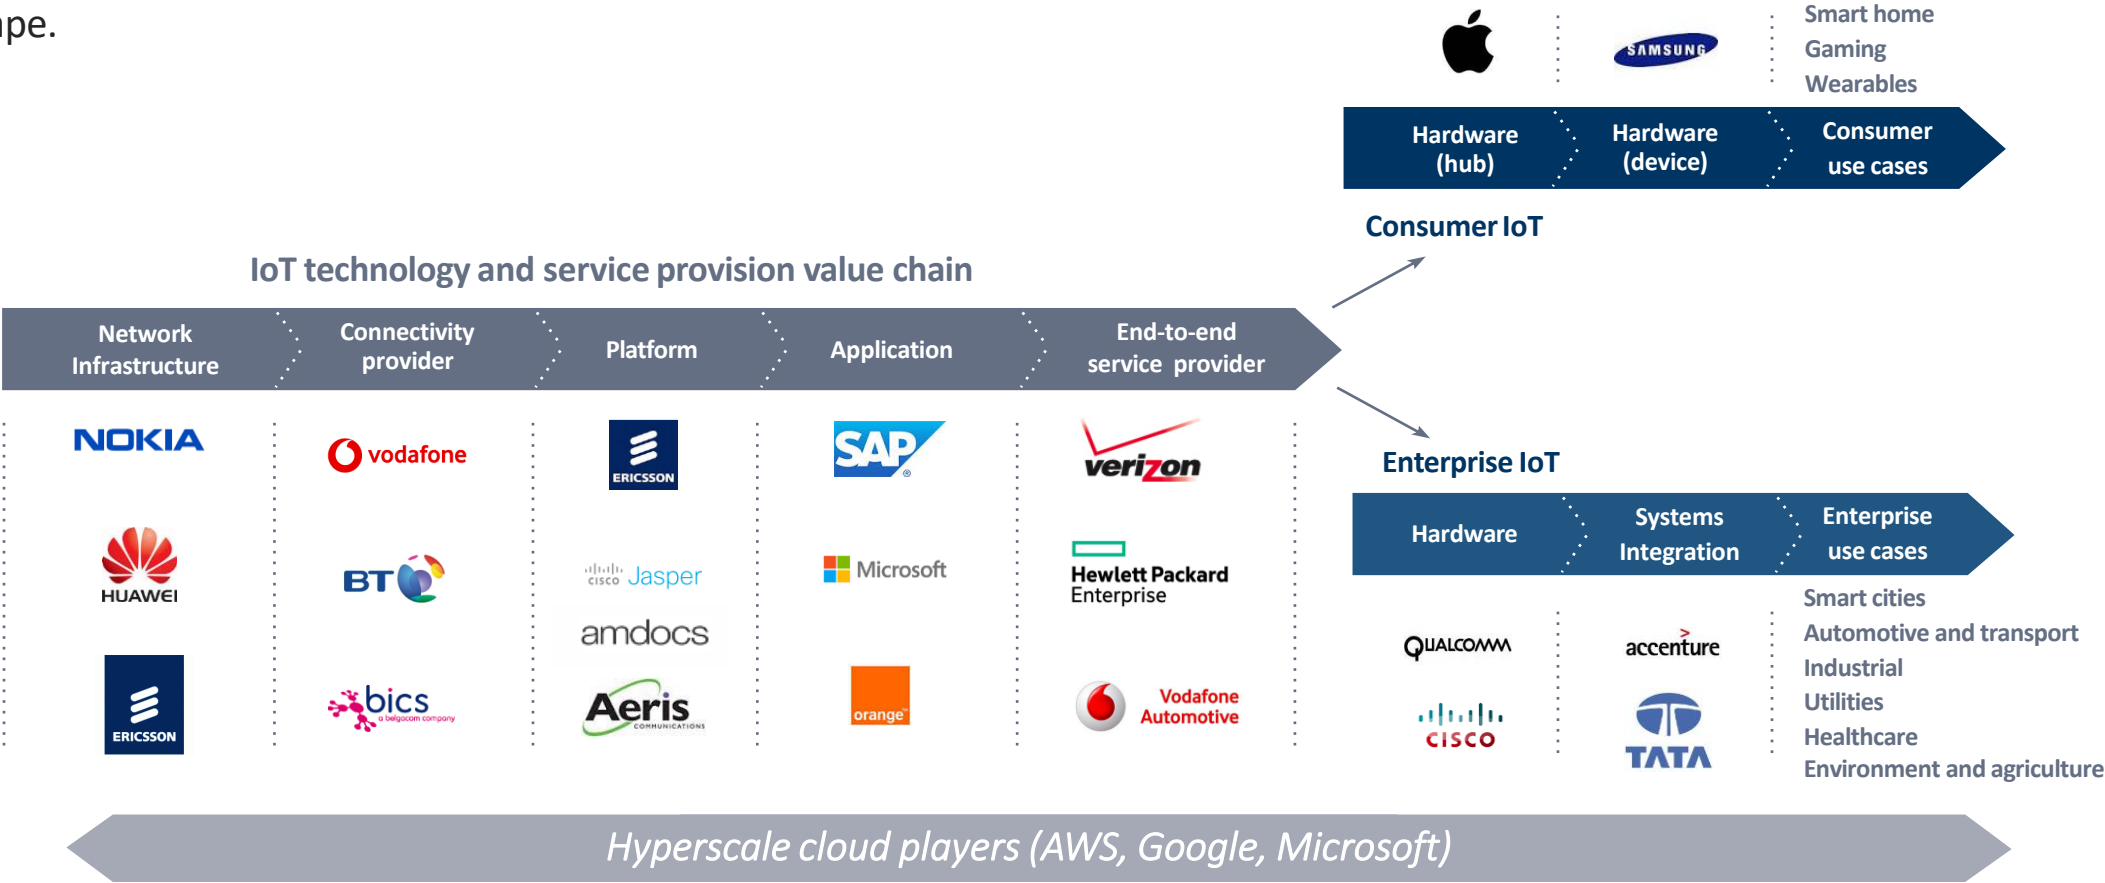 ape.
SAMSUNG
Smart home
Gaming
Wearables
Hardware
(hub)
Hardware
(device)
Consumer
use cases
Consumer IoT
IoT technology and service provision value chain
Network
Infrastructure
Connectivity
provider
Platform
Application
End-to-end
service provider
NOKIA
vodafone
ERICSSON
SAP
®
verizon
Enterprise IoT
Hardware
Systems
Integration
Enterprise
use cases
HUAWEI
BT
CISCO Jasper
amdocs
Microsoft
Hewlett Packard
Enterprise
QUALCOMM
accenture
Smart cities
Automotive and transport
Industrial
Utilities
Healthcare
Environment and agriculture
ERICSSON
bics
a belgacom company
Aeris
COMMUNICATIONS
orange™
Vodafone
Automotive
CISCO
TATA
Hyperscale cloud players (AWS, Google, Microsoft)